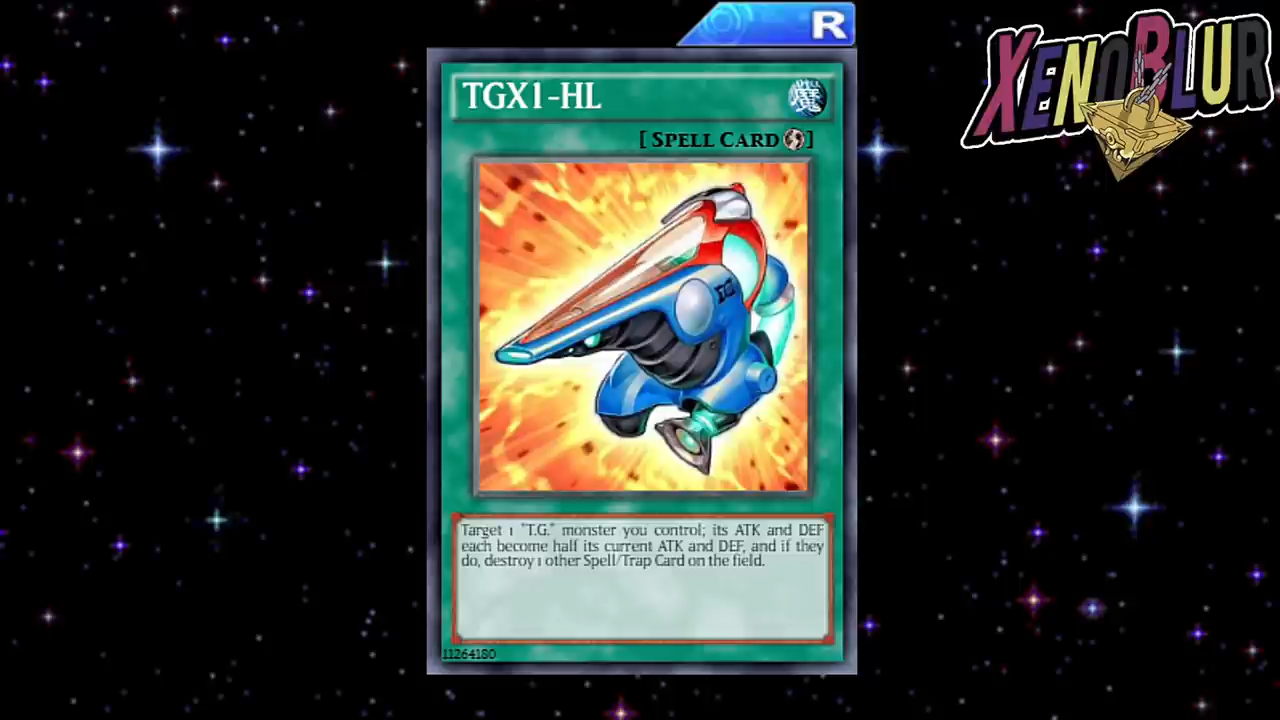 R
XENOBLUR
TGX1-HL
SPELL
魔
[ SPELL CARD ]
Target 1 "T.G." monster you control; its ATK and DEF
each become half its current ATK and DEF, and if they
do, destroy 1 other Spell/Trap Card on the field.
11264180